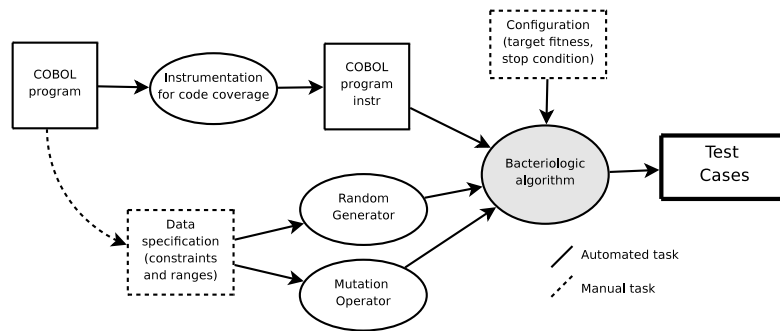 Configuration
(target fitness,
stop condition)
COBOL
program
Instrumentation
for code coverage
COBOL
program
instr
Bacteriologic
algorithm
Test
Cases
Random
Generator
Data
specification
(constraints
and ranges)
Mutation
Operator
Automated task
Manual task